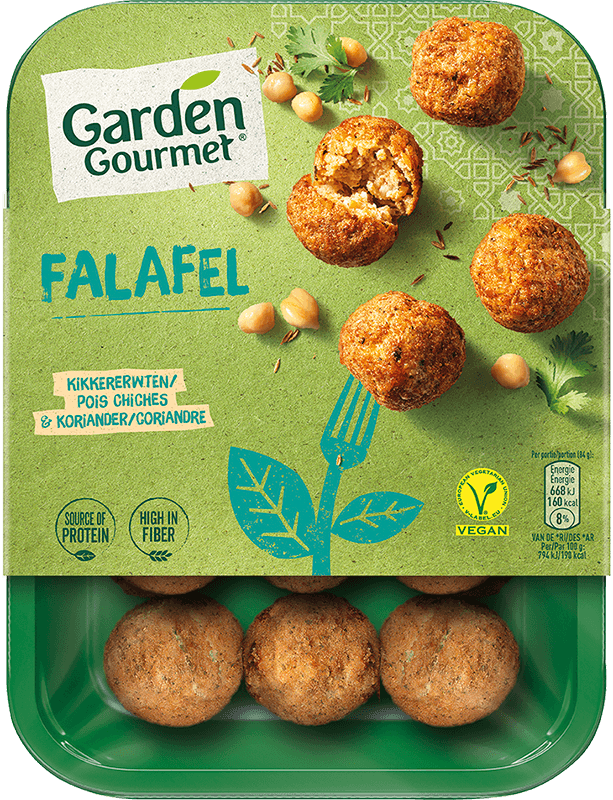 Garden
Gourmet®
FALAFEL
KIKKERERWTEN/
POIS CHICHES
& KORIANDER/CORIANDRE
SOURCE OF
PROTEIN
HIGH IN
FIBER
EUROPEAN VEGETARIAN UNION
V-LABEL.EU
VEGAN
Per portie/portion (84 g):
Energie
Energie
668 kJ
160 kcal
8%
VAN DE *RI/DES *AR
Per/Par 100 g:
794 kJ/190 kcal